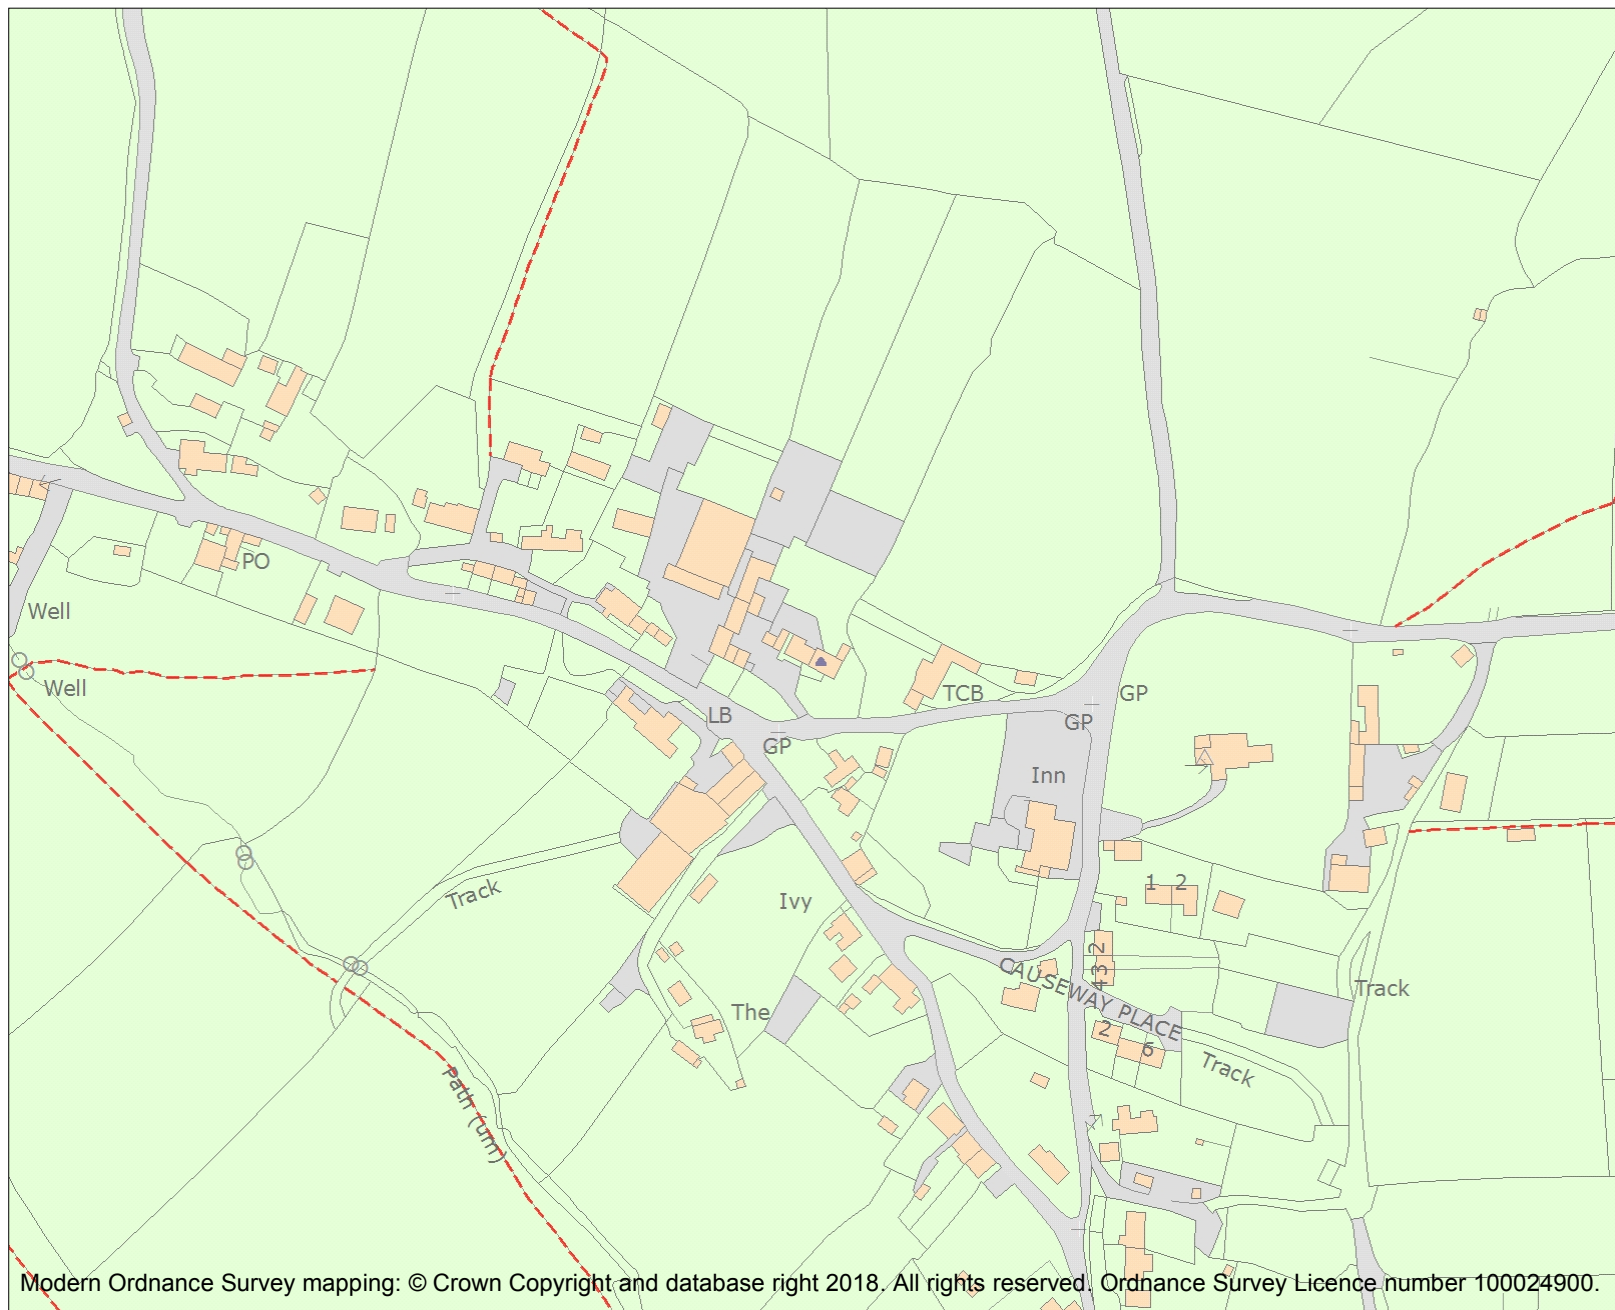 PO
Well
Well
TCB
GP
LB
GP
GP
Inn
Track
Ivy
1 2
2
43
CAUSEWAY PLACE
Track
The
2
6
Track
Path (um)
Modern Ordnance Survey mapping: © Crown Copyright and database right 2018. All rights reserved. Ordnance Survey Licence number 100024900.